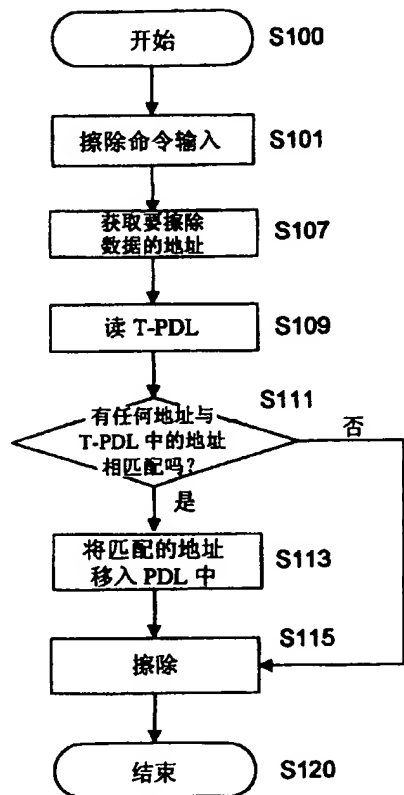 开始
S100
擦除命令输入
S101
获取要擦除
数据的地址
S107
读 T-PDL
S109
S111
有任何地址与
T-PDL 中的地址
相匹配吗?
否
是
将匹配的地址
移入 PDL 中
S113
S115
擦除
结束
S120